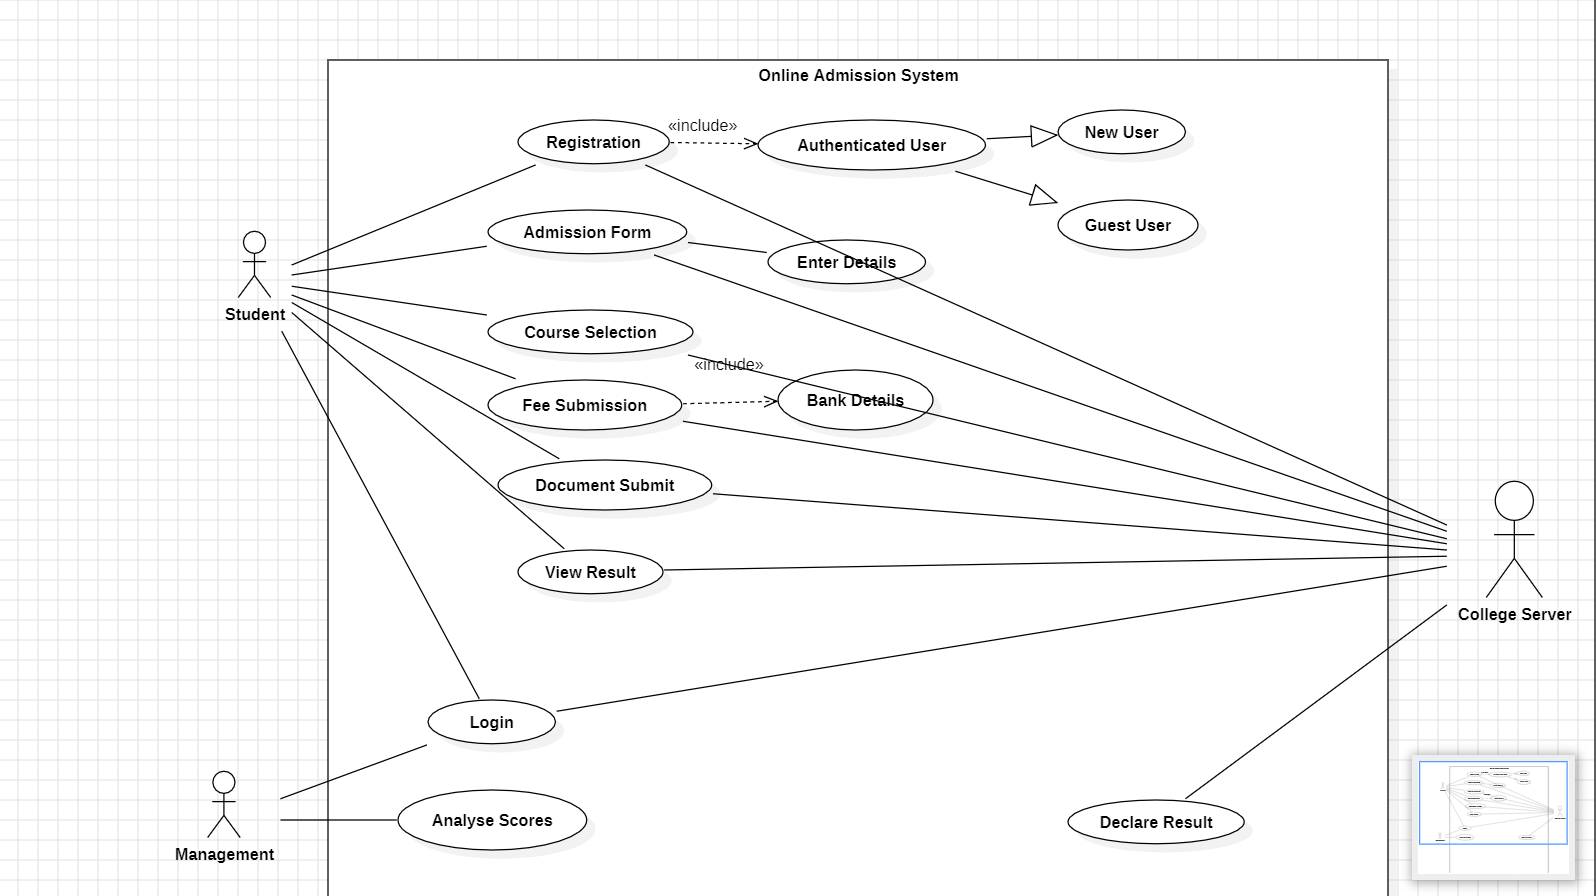 Online Admission System
Registration
«include»
Authenticated User
New User
Guest User
Admission Form
Enter Details
Student
Course Selection
«include»
Fee Submission
Bank Details
Document Submit
View Result
College Server
Login
Analyse Scores
Declare Result
Management